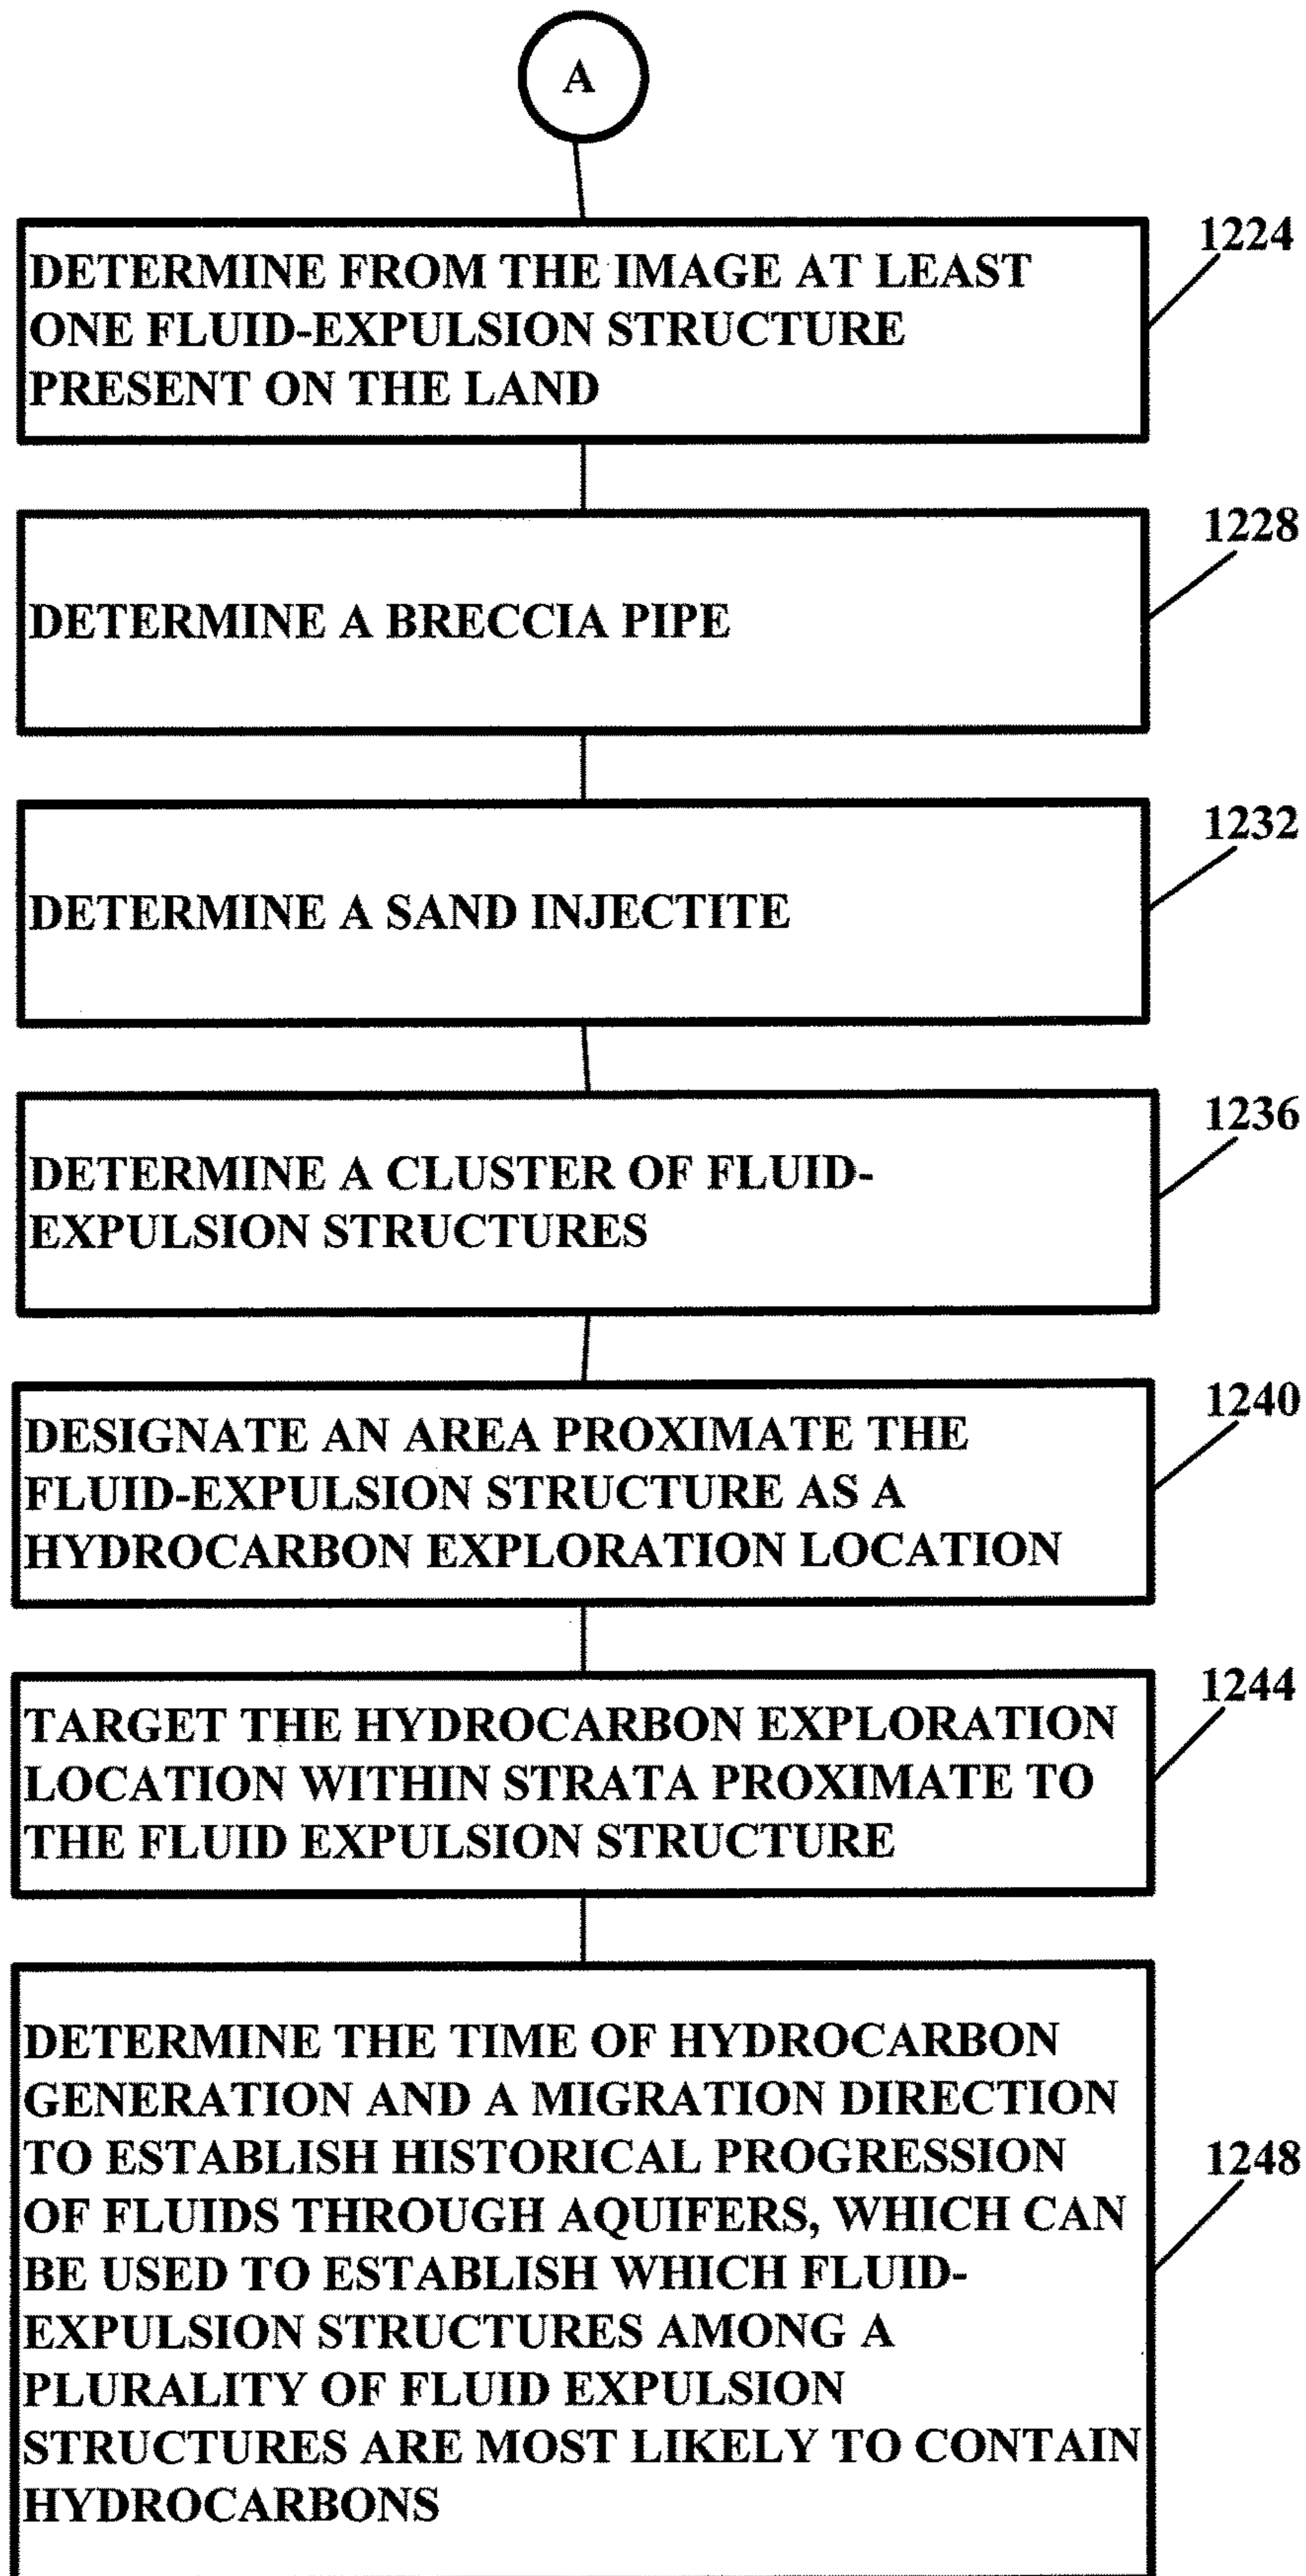 A
1224
DETERMINE FROM THE IMAGE AT LEAST
ONE FLUID-EXPULSION STRUCTURE
PRESENT ON THE LAND
1228
DETERMINE A BRECCIA PIPE
1232
DETERMINE A SAND INJECTITE
1236
DETERMINE A CLUSTER OF FLUID-
EXPULSION STRUCTURES
1240
DESIGNATE AN AREA PROXIMATE THE
FLUID-EXPULSION STRUCTURE AS A
HYDROCARBON EXPLORATION LOCATION
1244
TARGET THE HYDROCARBON EXPLORATION
LOCATION WITHIN STRATA PROXIMATE TO
THE FLUID EXPULSION STRUCTURE
1248
DETERMINE THE TIME OF HYDROCARBON
GENERATION AND A MIGRATION DIRECTION
TO ESTABLISH HISTORICAL PROGRESSION
OF FLUIDS THROUGH AQUIFERS, WHICH CAN
BE USED TO ESTABLISH WHICH FLUID-
EXPULSION STRUCTURES AMONG A
PLURALITY OF FLUID EXPULSION
STRUCTURES ARE MOST LIKELY TO CONTAIN
HYDROCARBONS